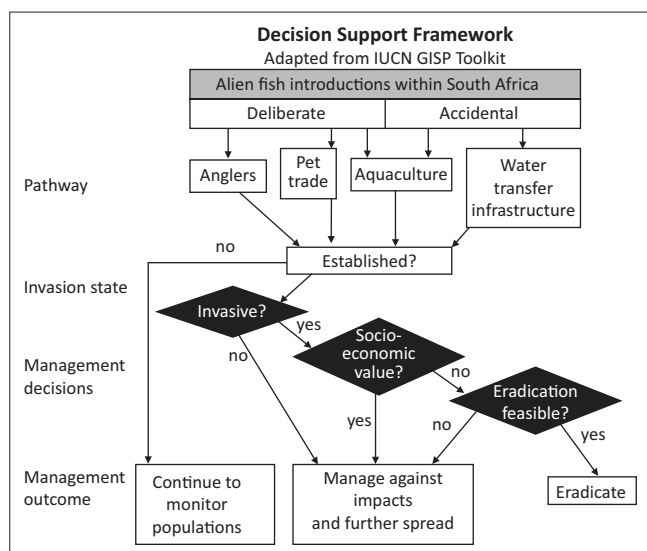 Decision Support Framework
Adapted from IUCN GISP Toolkit
Alien fish introductions within South Africa
Deliberate
Accidental
Pathway
Anglers
Pet
trade
Aquaculture
Water
transfer
infrastructure
no
Established?
Invasion state
Invasive?
yes
no
Socio-
economic
value?
Management
decisions
no
Eradication
feasible?
yes
no
yes
Management
outcome
Continue to
monitor
populations
Manage against
impacts
and further spread
Eradicate